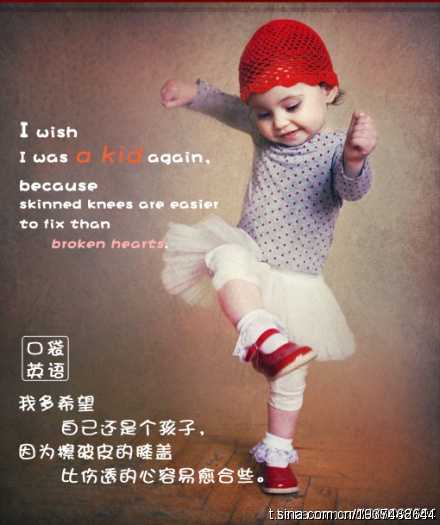 I wish
I was a kid again,
because
skinned knees are easier
to fix than
broken hearts.
口袋
英语
我多希望
自己还是个孩子，
因为擦破皮的膝盖
比伤透的心容易愈合些。